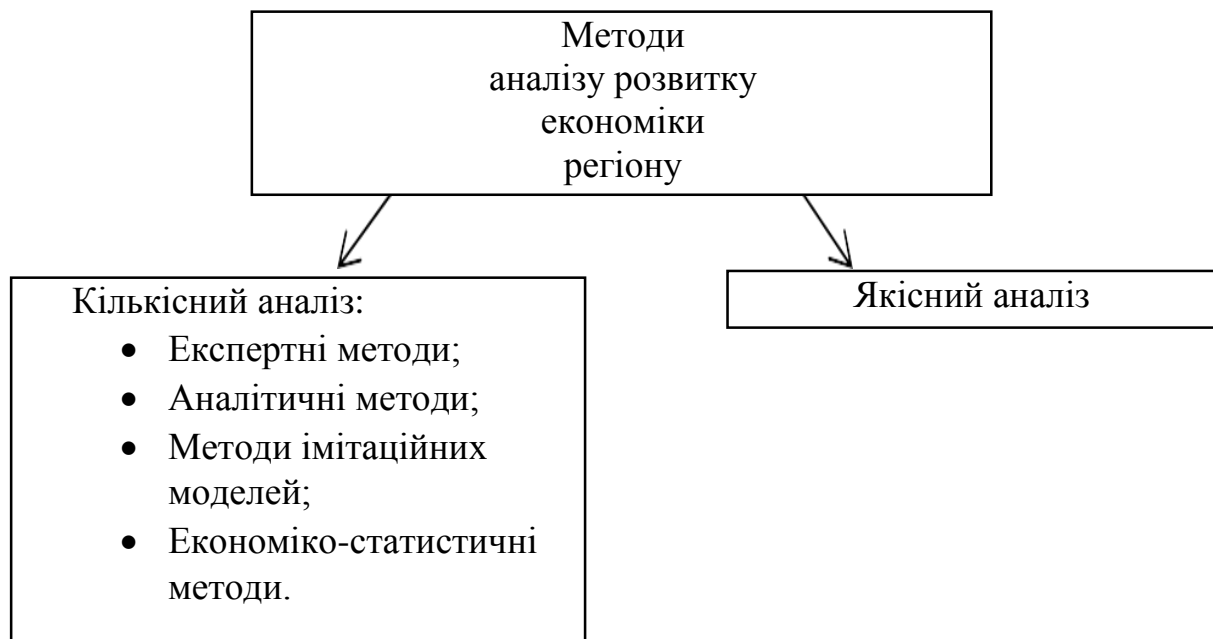 Методи
аналізу розвитку
економіки
регіону
Кількісний аналіз:
• Експертні методи;
• Аналітичні методи;
• Методи імітаційних
моделей;
• Економіко-статистичні
методи.
Якісний аналіз